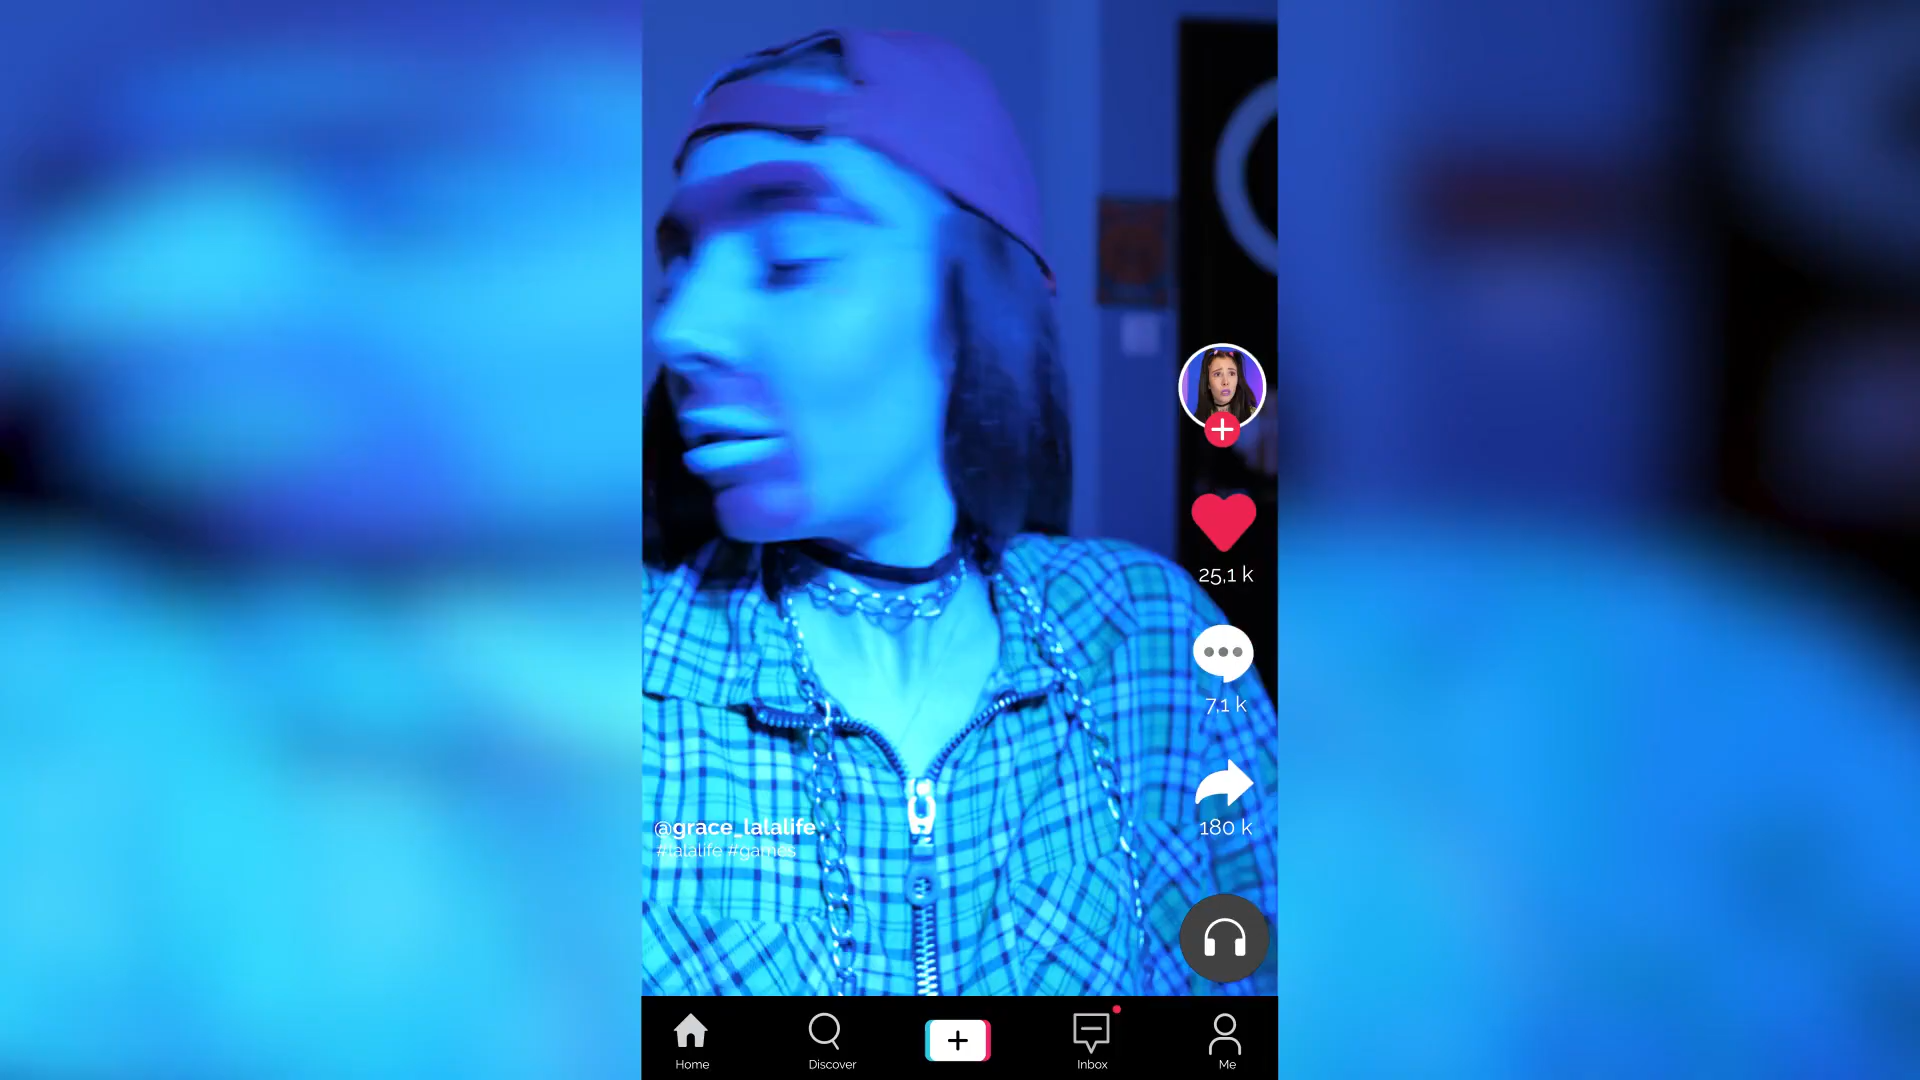 25,1 k
7,1 k
180 k
@grace_lalalife
#lalalife #games
Home
Discover
Inbox
Me